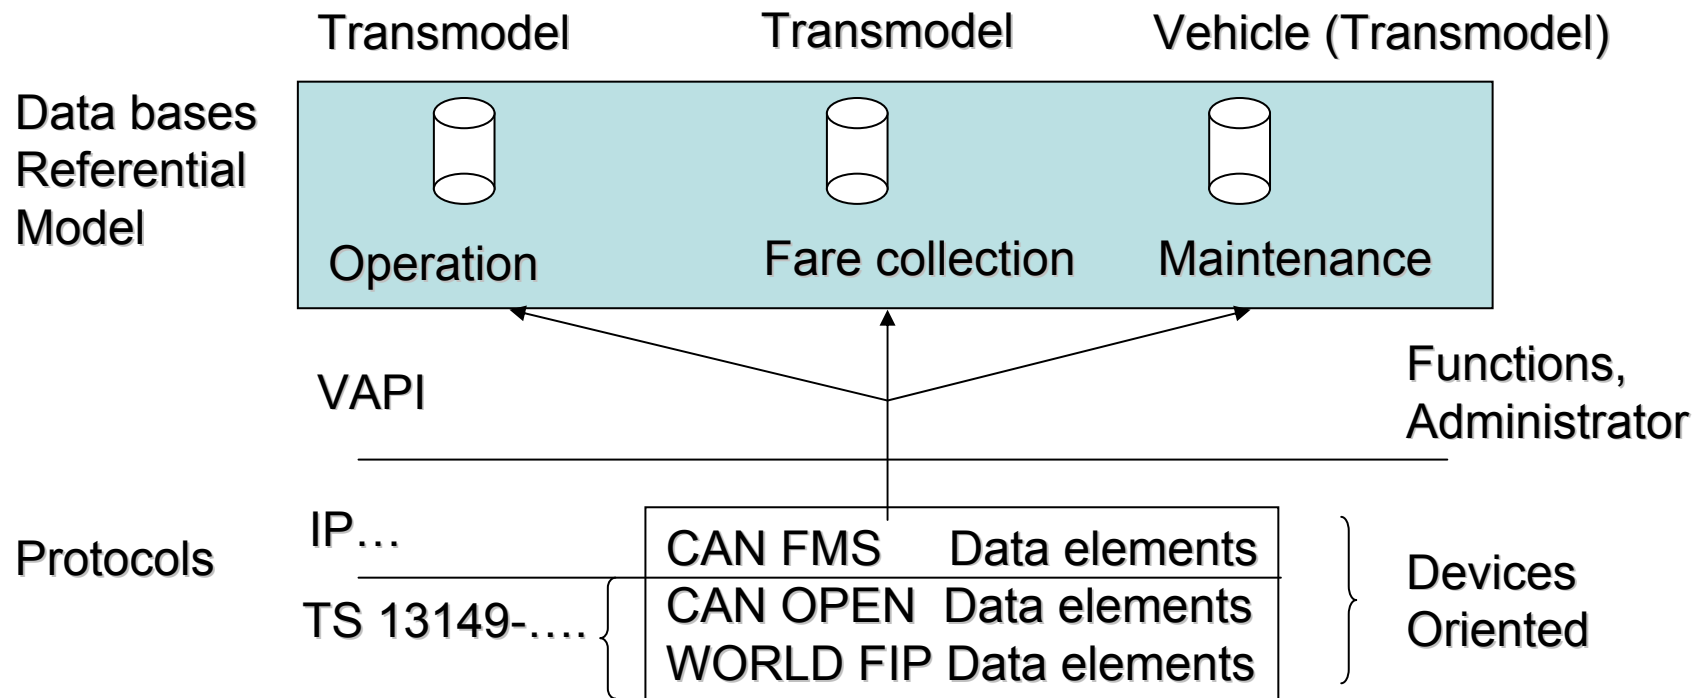 Transmodel Transmodel Vehicle (Transmodel)
Data bases
Referential
Model
Operation Fare collection Maintenance
VAPI
Functions,
Administrator
Protocols
IP...
TS 13149-....
CAN FMS Data elements
CAN OPEN Data elements
WORLD FIP Data elements
Devices
Oriented